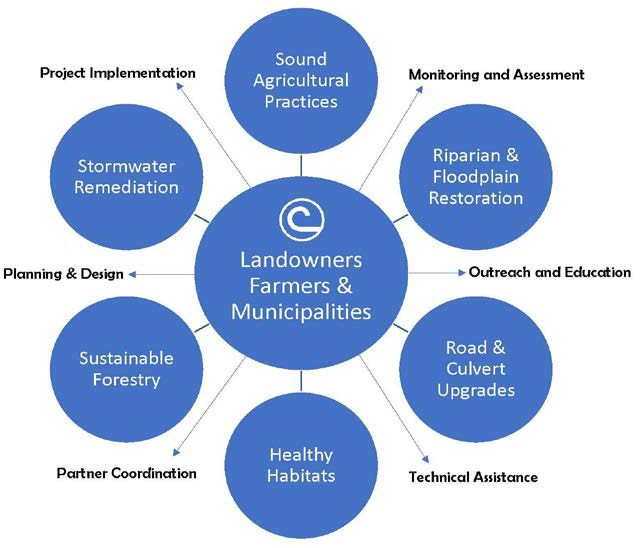 Sound
Agricultural
Practices
Project Implementation
Monitoring and Assessment
Stormwater
Remediation
Riparian &
Floodplain
Restoration
Landowners
Farmers &
Municipalities
Planning & Design
Outreach and Education
Sustainable
Forestry
Road &
Culvert
Upgrades
Healthy
Habitats
Partner Coordination
Technical Assistance